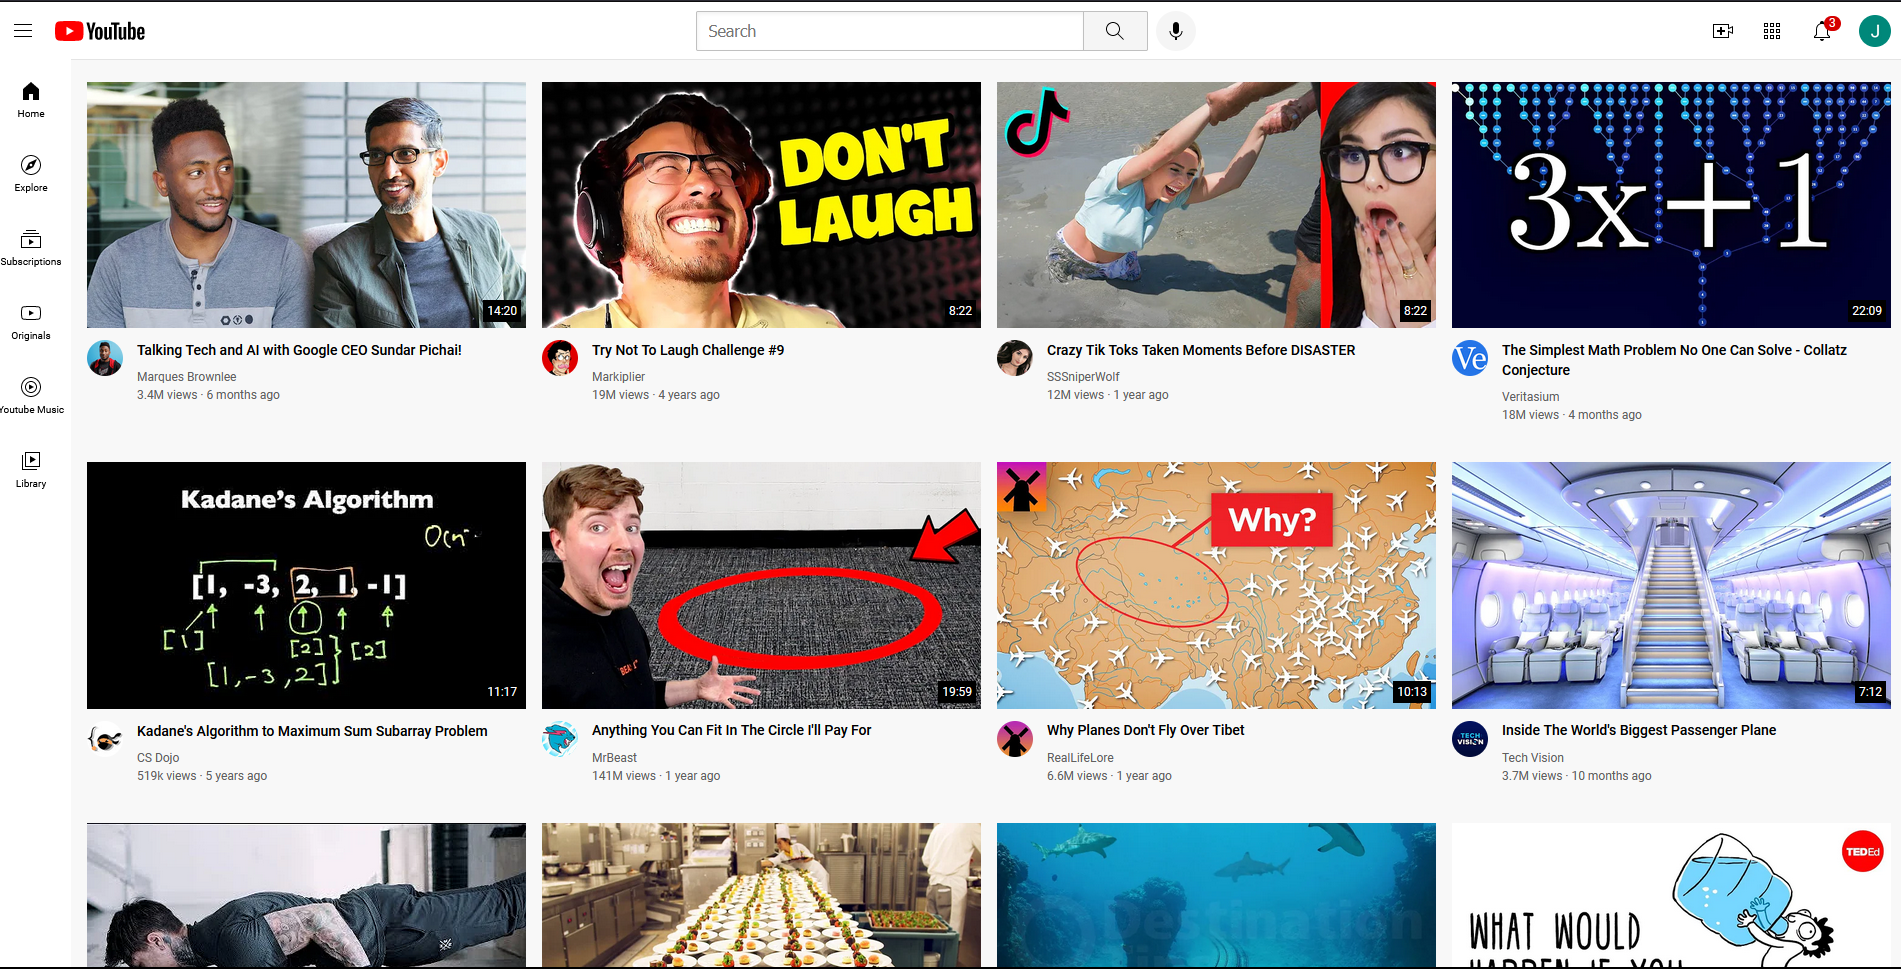 YouTube
Search
3
J
Home
Explore
Subscriptions
Originals
Youtube Music
Library
DON'T
LAUGH
3x+1
14:20
8:22
8:22
22:09
Talking Tech and AI with Google CEO Sundar Pichai!
Marques Brownlee
3.4M views · 6 months ago
Try Not To Laugh Challenge #9
Markiplier
19M views · 4 years ago
Crazy Tik Toks Taken Moments Before DISASTER
SSSniperWolf
12M views · 1 year ago
Ve
The Simplest Math Problem No One Can Solve - Collatz
Conjecture
Veritasium
18M views · 4 months ago
Kadane's Algorithm
O(n
[1, -3, 2, 1, -1]
[1]
[2]
[2]
[1, -3, 2]
11:17
19:59
Why?
10:13
7:12
Kadane's Algorithm to Maximum Sum Subarray Problem
CS Dojo
519k views · 5 years ago
Anything You Can Fit In The Circle I'll Pay For
MrBeast
141M views · 1 year ago
Why Planes Don't Fly Over Tibet
RealLifeLore
6.6M views · 1 year ago
TECH
VISION
Inside The World's Biggest Passenger Plane
Tech Vision
3.7M views · 10 months ago
TEDEd
WHAT WOULD
HAPPEN IF YOU